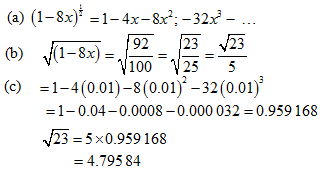 (a) (1−8x)^½ = 1−4x−8x²; −32x³ − …
(b) √(1−8x) = √(92/100) = √(23/25) = √23/5
(c) = 1−4(0.01)−8(0.01)²−32(0.01)³
= 1−0.04−0.0008−0.000 032 = 0.959 168
√23 = 5×0.959 168
= 4.795 84